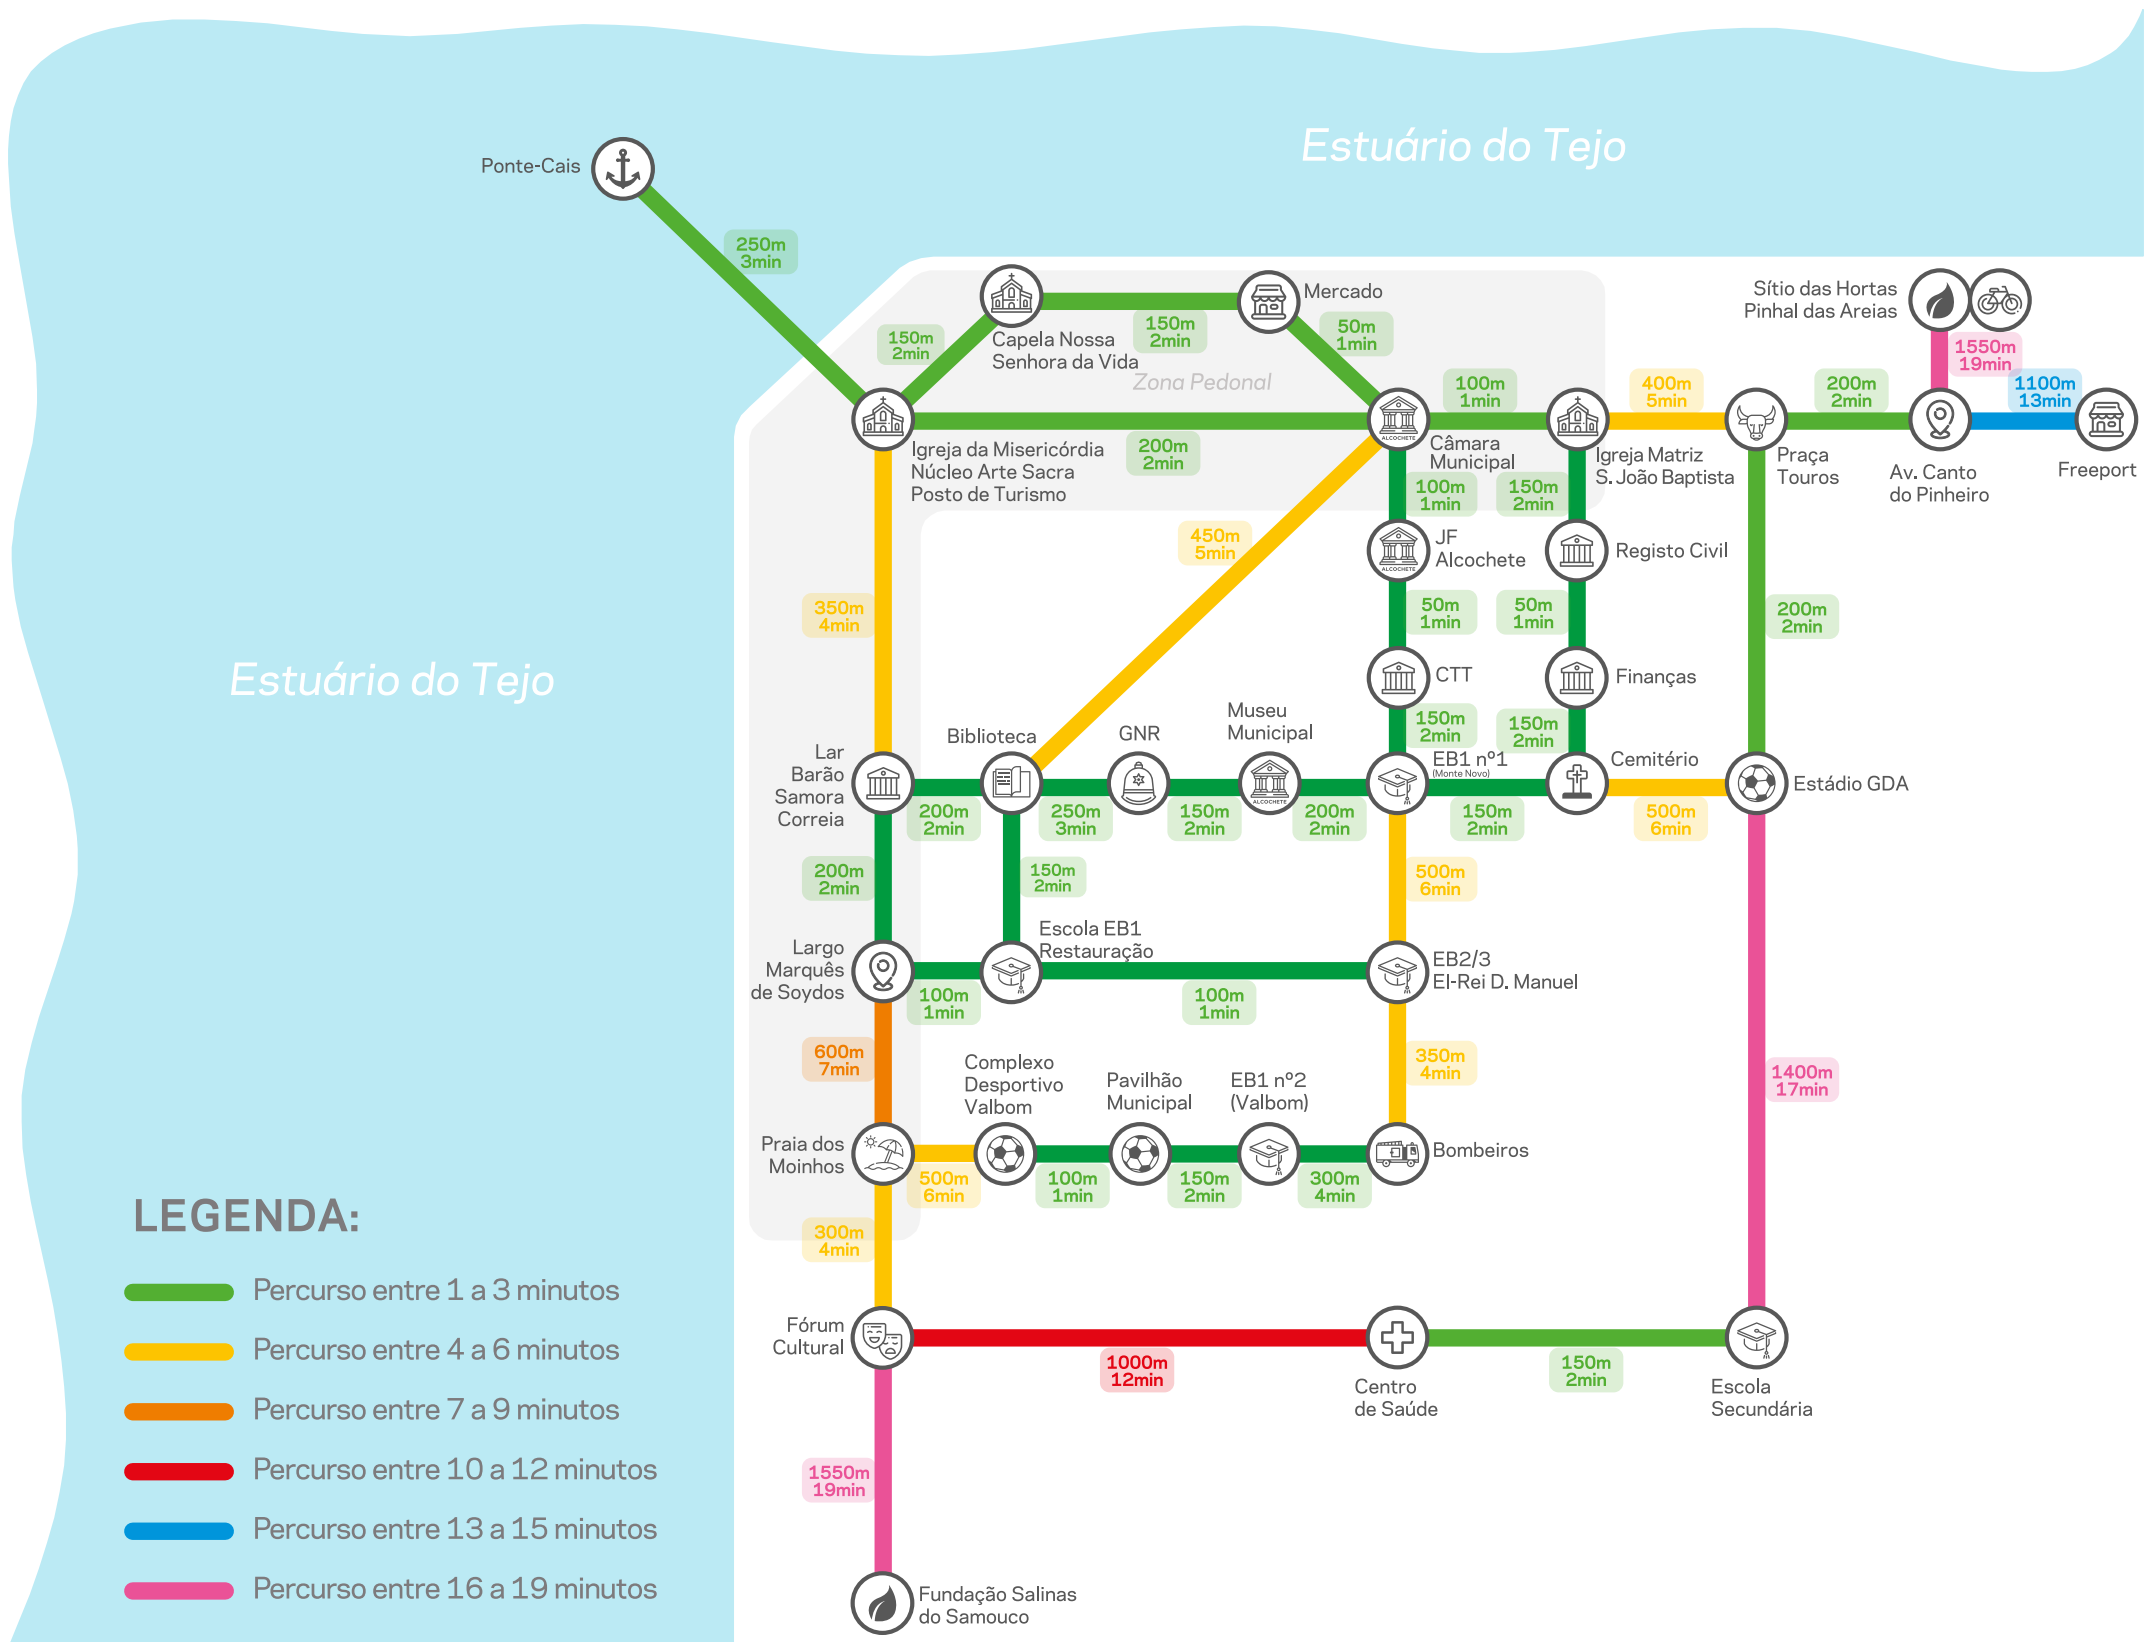 Estuário do Tejo
Ponte-Cais
250m
3min
Sítio das Hortas
Pinhal das Areias
Mercado
150m
2min
Capela Nossa
Senhora da Vida
150m
2min
50m
1min
1550m
19min
Zona Pedonal
100m
1min
400m
5min
200m
2min
1100m
13min
Igreja da Misericórdia
Núcleo Arte Sacra
Posto de Turismo
200m
2min
ALCOCHETE
Câmara
Municipal
Igreja Matriz
S. João Baptista
Praça
Touros
Av. Canto
do Pinheiro
Freeport
100m
1min
150m
2min
450m
5min
JF
Alcochete
ALCOCHETE
Registo Civil
350m
4min
50m
1min
50m
1min
200m
2min
Estuário do Tejo
CTT
Finanças
150m
2min
150m
2min
Lar
Barão
Samora
Correia
Biblioteca
GNR
Museu
Municipal
ALCOCHETE
EB1 nº1
(Monte Novo)
Cemitério
Estádio GDA
200m
2min
250m
3min
150m
2min
200m
2min
150m
2min
500m
6min
200m
2min
150m
2min
500m
6min
Largo
Marquês
de Soydos
Escola EB1
Restauração
EB2/3
El-Rei D. Manuel
100m
1min
100m
1min
600m
7min
350m
4min
1400m
17min
Complexo
Desportivo
Valbom
Pavilhão
Municipal
EB1 nº2
(Valbom)
Praia dos
Moinhos
Bombeiros
500m
6min
100m
1min
150m
2min
300m
4min
300m
4min
Fórum
Cultural
1000m
12min
150m
2min
Centro
de Saúde
Escola
Secundária
1550m
19min
Fundação Salinas
do Samouco
LEGENDA:
Percurso entre 1 a 3 minutos
Percurso entre 4 a 6 minutos
Percurso entre 7 a 9 minutos
Percurso entre 10 a 12 minutos
Percurso entre 13 a 15 minutos
Percurso entre 16 a 19 minutos